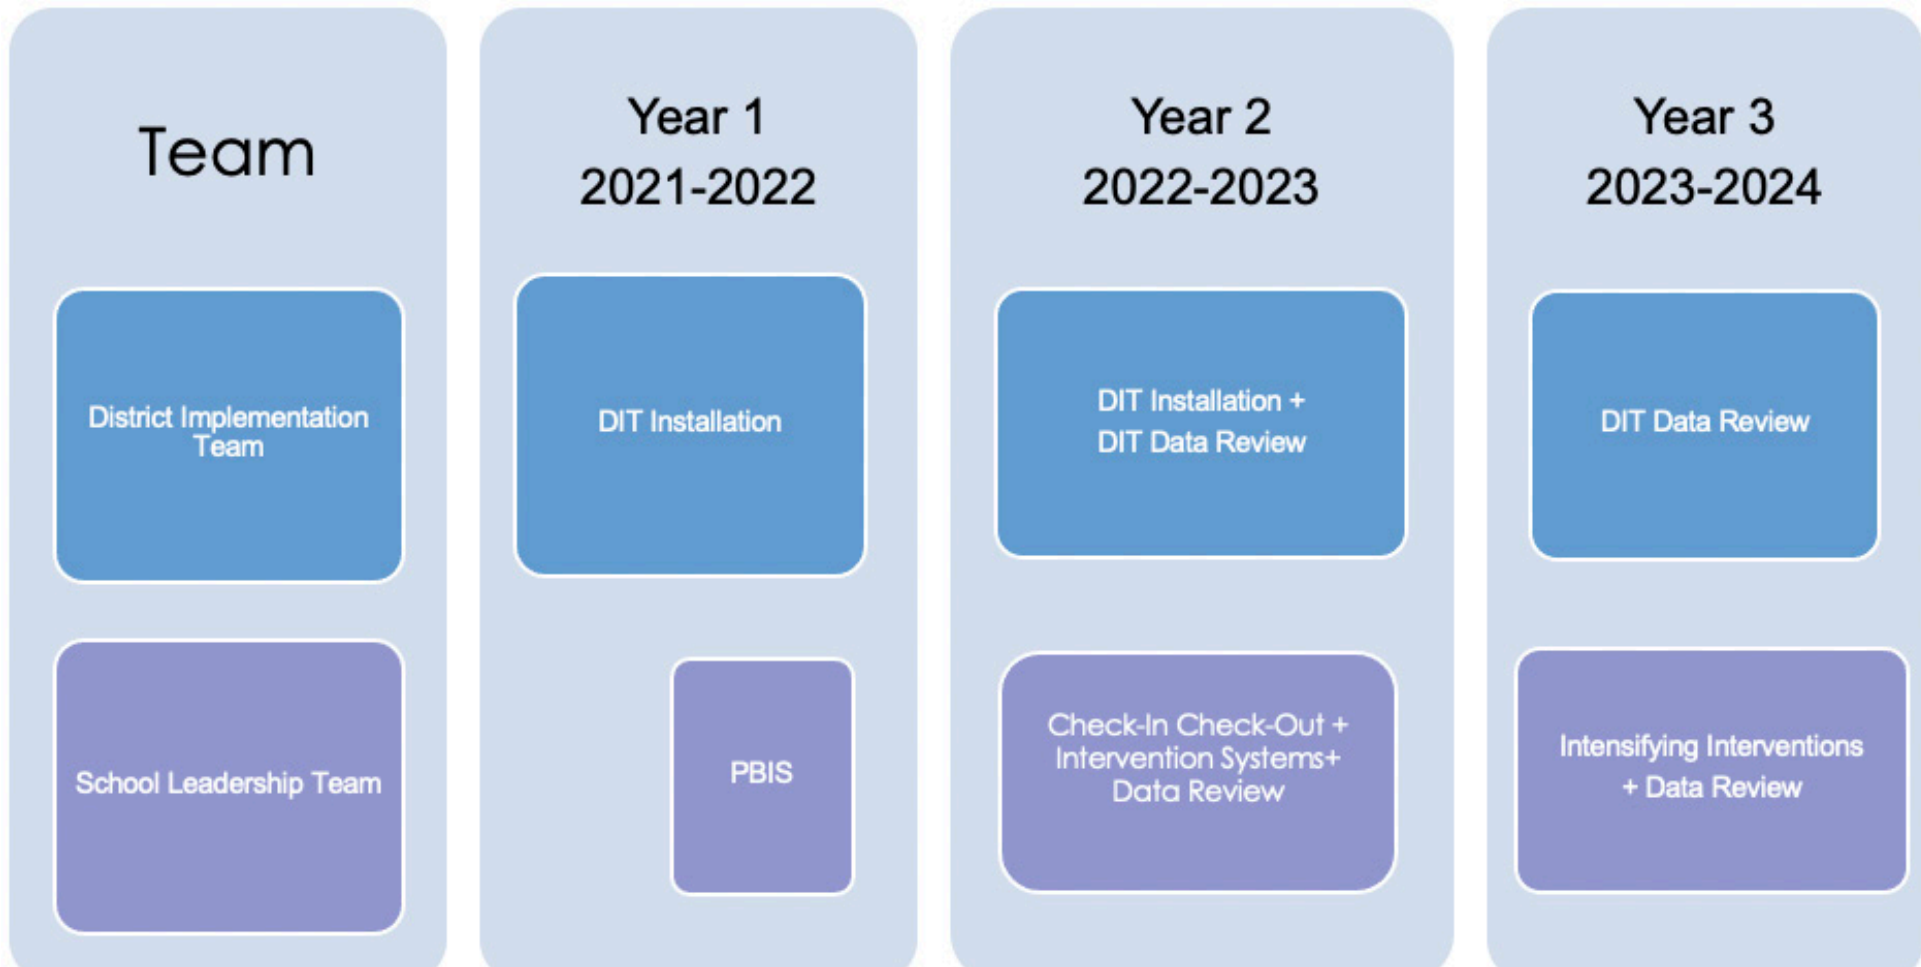 Team
District Implementation
Team
School Leadership Team
Year 1
2021-2022
DIT Installation
PBIS
Year 2
2022-2023
DIT Installation +
DIT Data Review
Check-In Check-Out +
Intervention Systems+
Data Review
Year 3
2023-2024
DIT Data Review
Intensifying Interventions
+ Data Review